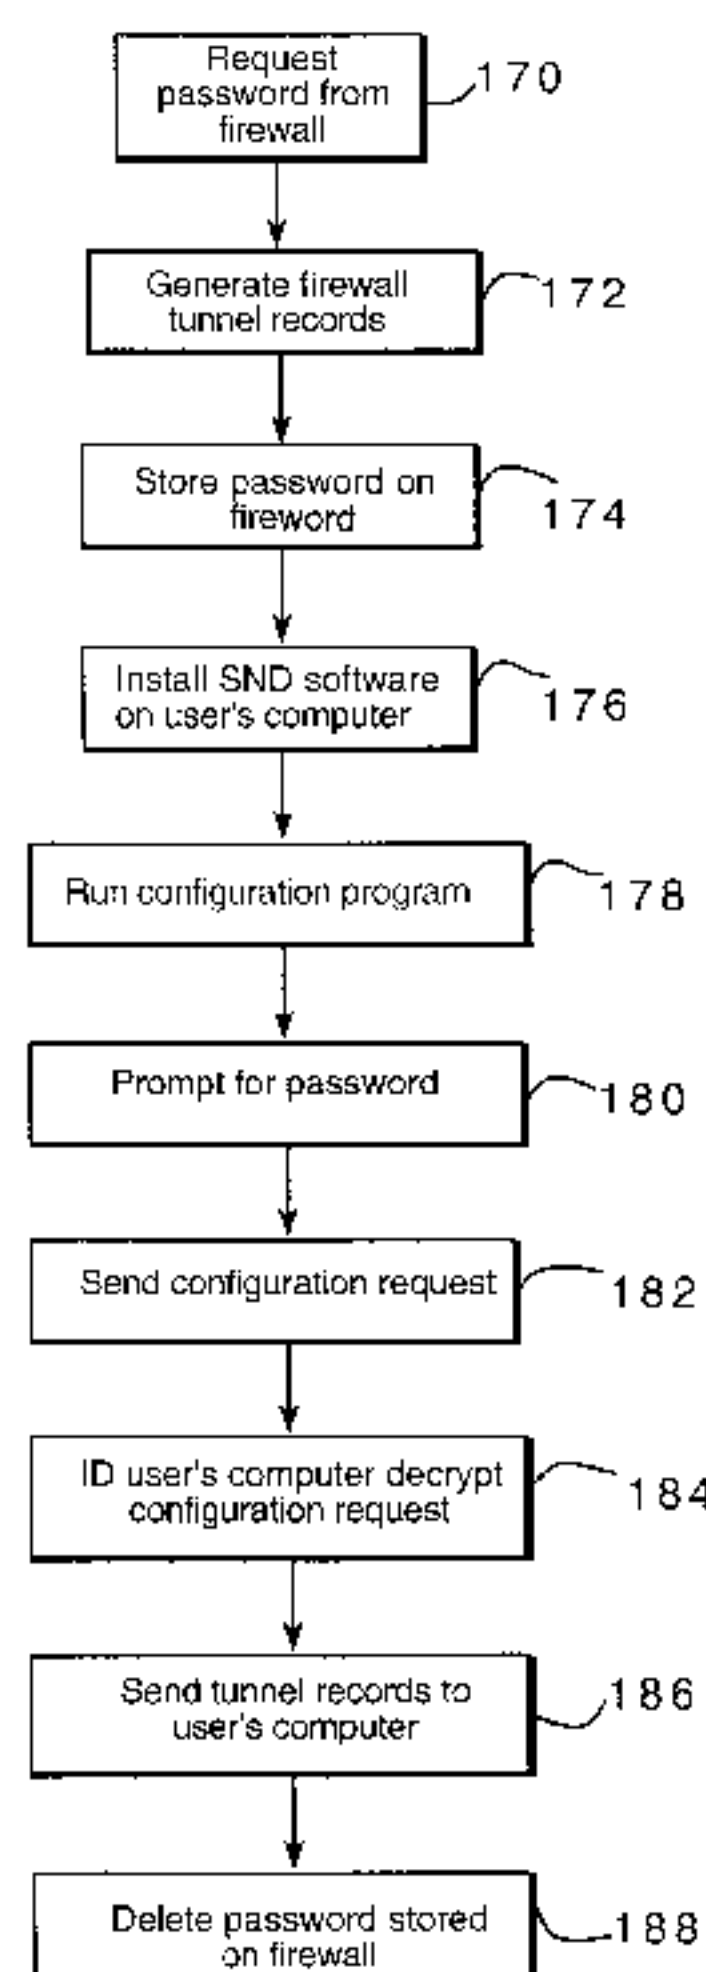 Request
password from
firewall
170
Generate firewall
tunnel records
172
Store password on
fireword
174
Install SND software
on user's computer
176
Run configuration program
178
Prompt for password
180
Send configuration request
182
ID user's computer decrypt
configuration request
184
Send tunnel records to
user's computer
186
Delete password stored
on firewall
188